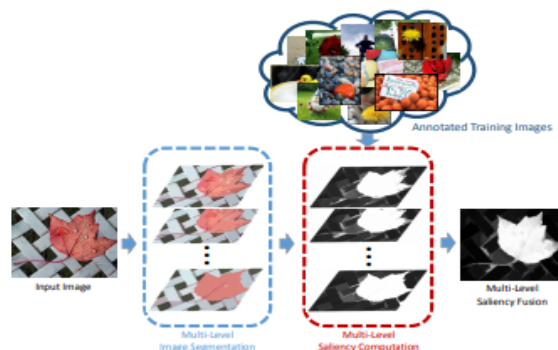 Annotated Training Images
Input Image
Multi-Level
Image Segmentation
Multi-Level
Saliency Computation
Multi-Level
Saliency Fusion